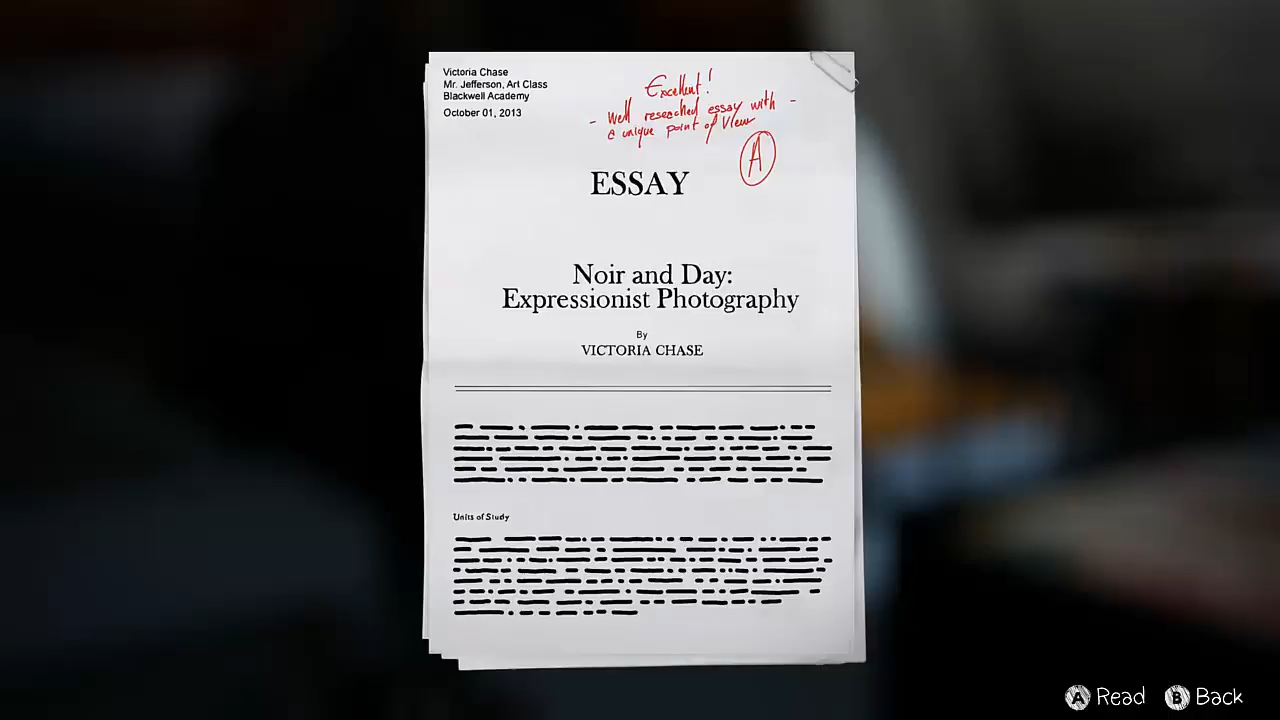 Victoria Chase
Mr. Jefferson, Art Class
Blackwell Academy
October 01, 2013
Excellent!
- Well reseached essay with -
a unique point of View
A
ESSAY
Noir and Day:
Expressionist Photography
By
VICTORIA CHASE
Units of Study
A Read B Back